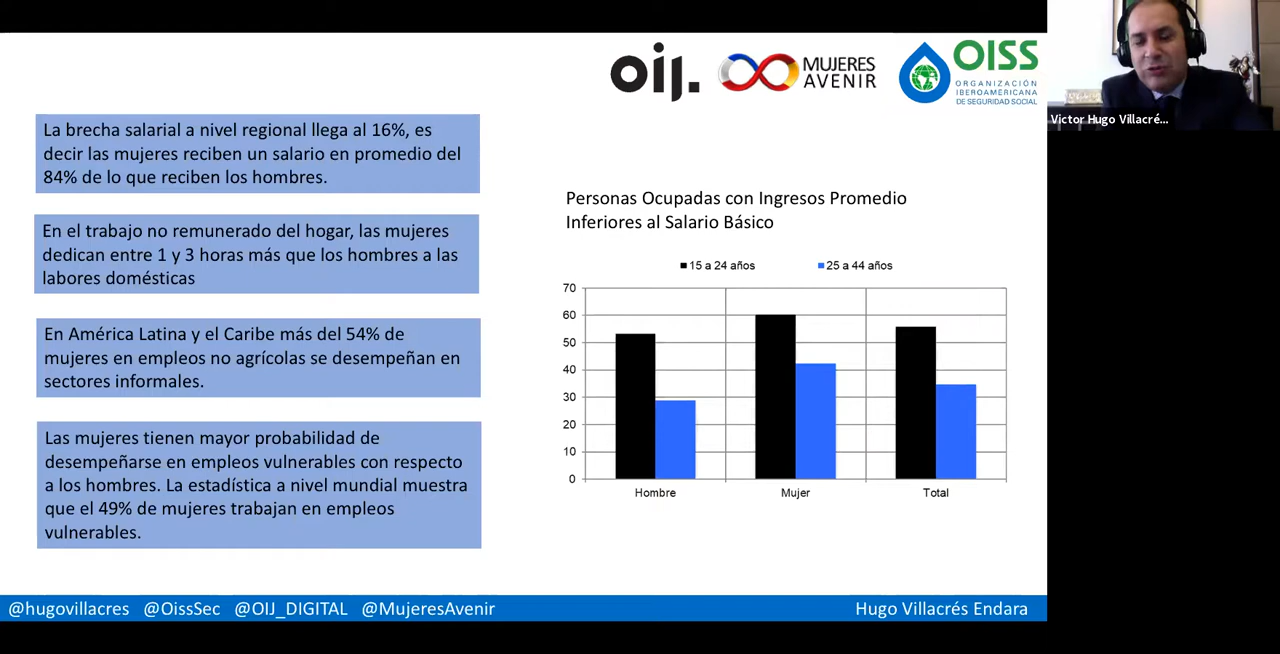 oij.
MUJERES
AVENIR
OISS
ORGANIZACIÓN
IBEROAMERICANA
DE SEGURIDAD SOCIAL
Victor Hugo Villacré...
La brecha salarial a nivel regional llega al 16%, es
decir las mujeres reciben un salario en promedio del
84% de lo que reciben los hombres.
En el trabajo no remunerado del hogar, las mujeres
dedican entre 1 y 3 horas más que los hombres a las
labores domésticas
En América Latina y el Caribe más del 54% de
mujeres en empleos no agrícolas se desempeñan en
sectores informales.
Las mujeres tienen mayor probabilidad de
desempeñarse en empleos vulnerables con respecto
a los hombres. La estadística a nivel mundial muestra
que el 49% de mujeres trabajan en empleos
vulnerables.
Personas Ocupadas con Ingresos Promedio
Inferiores al Salario Básico
15 a 24 años 25 a 44 años
70
60
50
40
30
20
10
0
Hombre Mujer Total
@hugovillacres @OissSec @OIJ_DIGITAL @MujeresAvenir Hugo Villacrés Endara